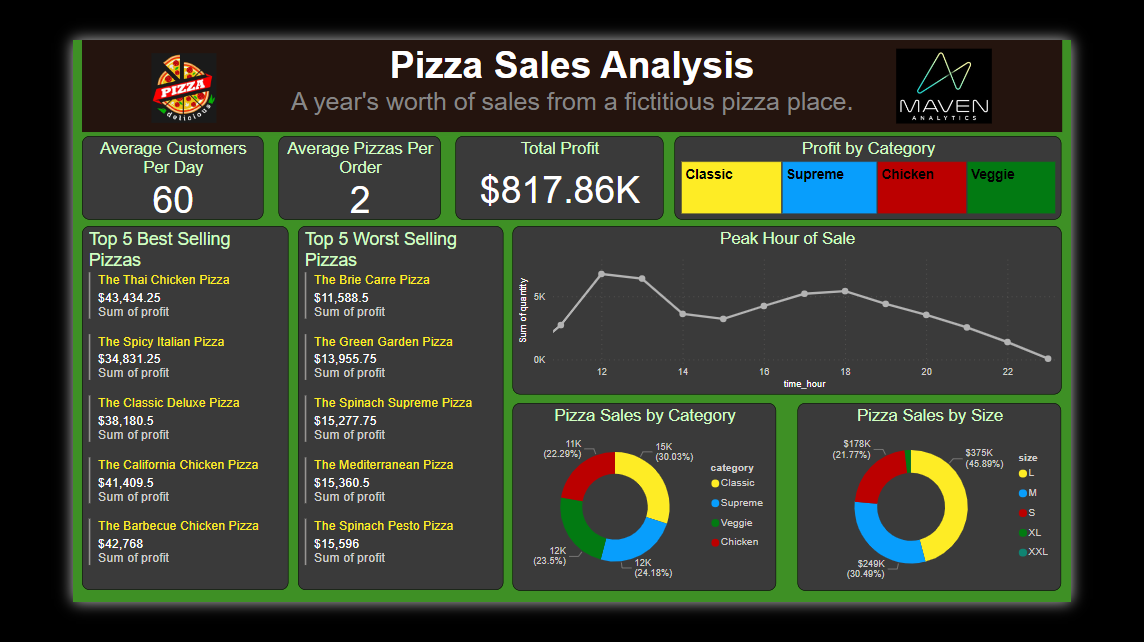 PIZZA
delicious
Pizza Sales Analysis
A year's worth of sales from a fictitious pizza place.
MAVEN
ANALYTICS
Average Customers
Per Day
60
Average Pizzas Per
Order
2
Total Profit
$817.86K
Profit by Category
Classic
Supreme
Chicken
Veggie
Top 5 Best Selling
Pizzas
The Thai Chicken Pizza
$43,434.25
Sum of profit
The Spicy Italian Pizza
$34,831.25
Sum of profit
The Classic Deluxe Pizza
$38,180.5
Sum of profit
The California Chicken Pizza
$41,409.5
Sum of profit
The Barbecue Chicken Pizza
$42,768
Sum of profit
Top 5 Worst Selling
Pizzas
The Brie Carre Pizza
$11,588.5
Sum of profit
The Green Garden Pizza
$13,955.75
Sum of profit
The Spinach Supreme Pizza
$15,277.75
Sum of profit
The Mediterranean Pizza
$15,360.5
Sum of profit
The Spinach Pesto Pizza
$15,596
Sum of profit
Peak Hour of Sale
Sum of quantity
5K
0K
12
14
16
18
20
22
time_hour
Pizza Sales by Category
11K
(22.29%)
15K
(30.03%)
12K
(23.5%)
12K
(24.18%)
category
Classic
Supreme
Veggie
Chicken
Pizza Sales by Size
$178K
(21.77%)
$375K
(45.89%)
$249K
(30.49%)
size
L
M
S
XL
XXL